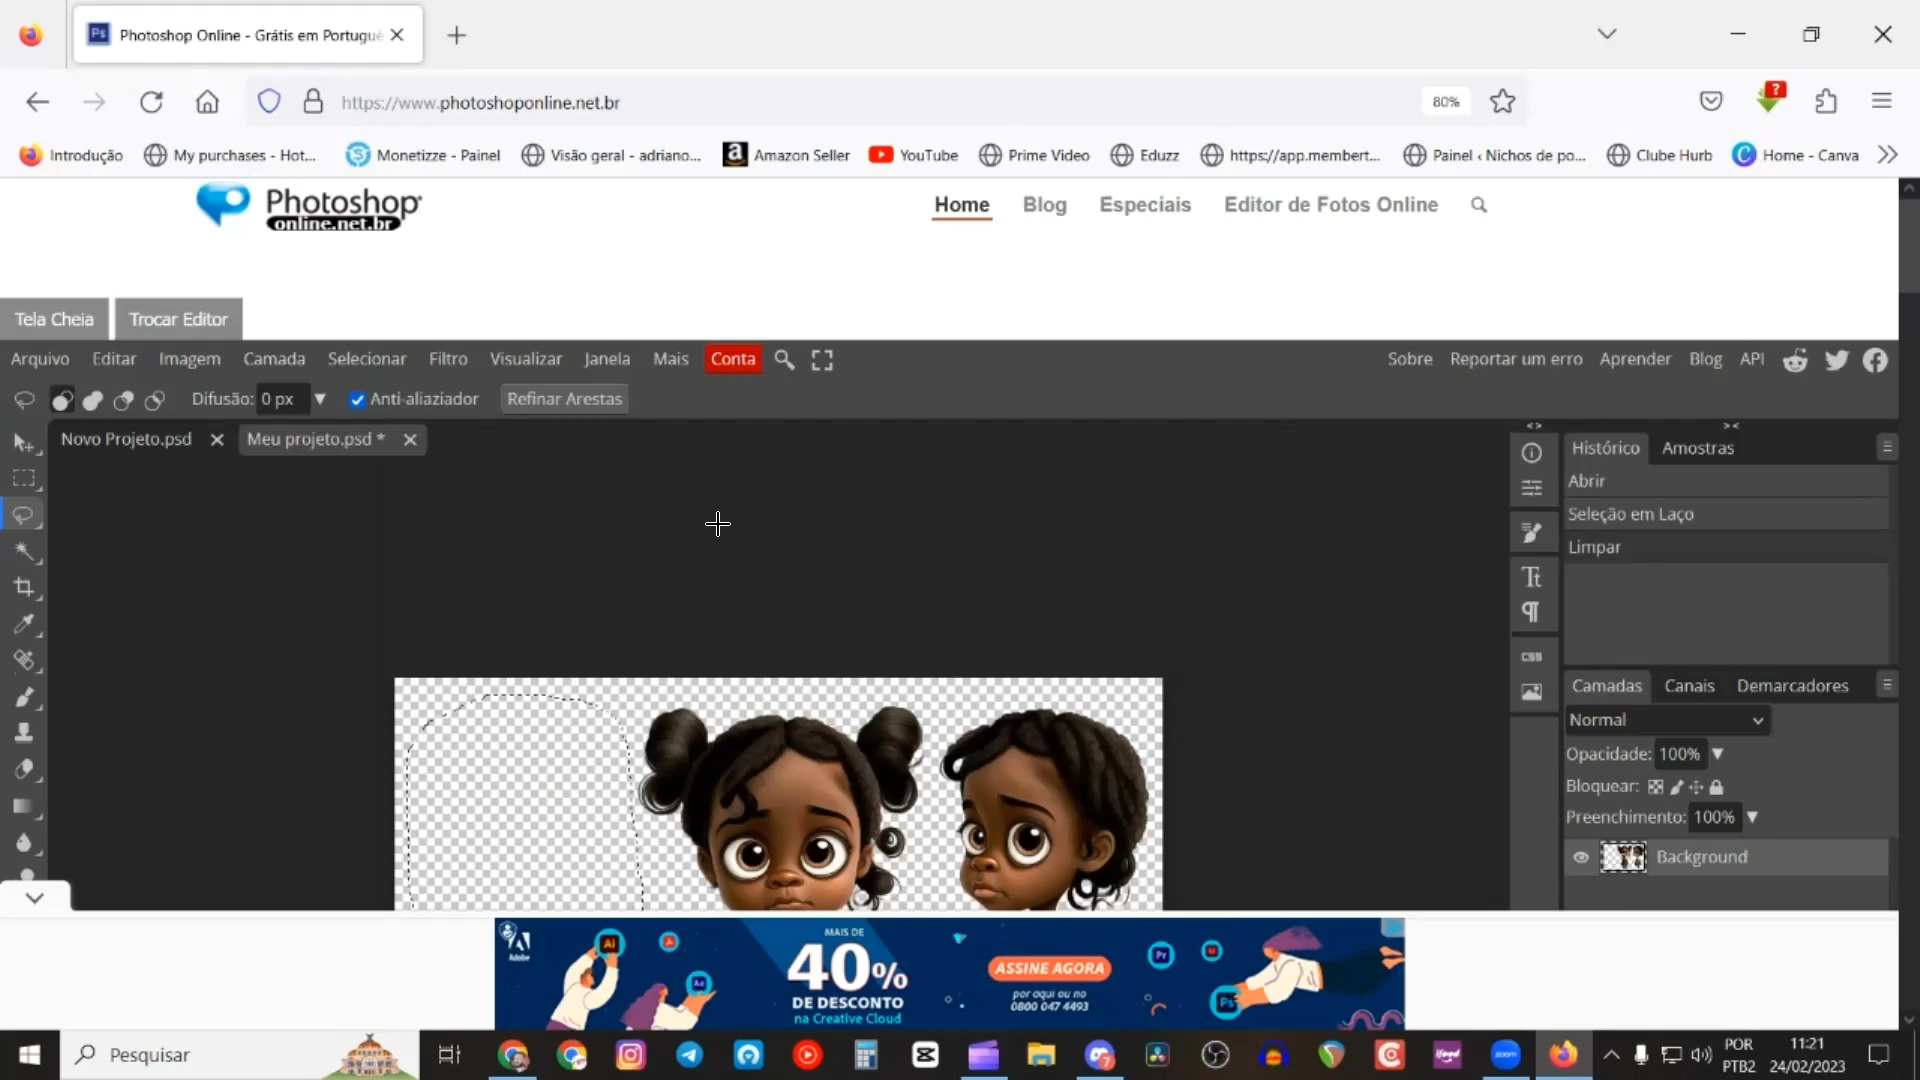 Photoshop Online - Grátis em Portuguê
https://www.photoshoponline.net.br
80%
Introdução
My purchases - Hot...
Monetizze - Painel
Visão geral - adriano...
Amazon Seller
YouTube
Prime Video
Eduzz
https://app.membert...
Painel ‹ Nichos de po...
Clube Hurb
Home - Canva
Photoshop
online.net.br
Home
Blog
Especiais
Editor de Fotos Online
Tela Cheia
Trocar Editor
Arquivo
Editar
Imagem
Camada
Selecionar
Filtro
Visualizar
Janela
Mais
Conta
Sobre
Reportar um erro
Aprender
Blog
API
Difusão: 0 px
Anti-aliaziador
Refinar Arestas
Novo Projeto.psd
Meu projeto.psd *
Histórico
Amostras
Abrir
Seleção em Laço
Limpar
CSS
Camadas
Canais
Demarcadores
Normal
Opacidade: 100%
Bloquear:
Preenchimento: 100%
Background
Adobe
MAIS DE
40%
DE DESCONTO
na Creative Cloud
ASSINE AGORA
por aqui ou no
0800 047 4493
Pesquisar
POR
PTB2
11:21
24/02/2023